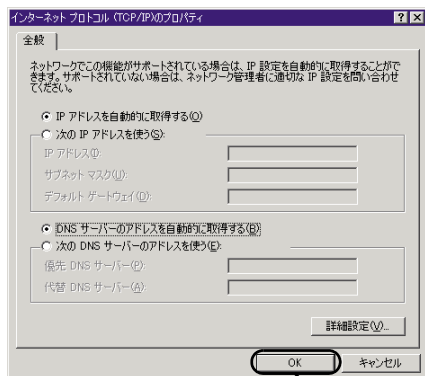 インターネット プロトコル (TCP/IP)のプロパティ
全般
ネットワークでこの機能がサポートされている場合は、IP 設定を自動的に取得することがで
きます。サポートされていない場合は、ネットワーク管理者に適切な IP 設定を問い合わせ
てください。
IP アドレスを自動的に取得する(O)
次の IP アドレスを使う(S):
IP アドレス(I):
サブネット マスク(U):
デフォルト ゲートウェイ(D):
DNS サーバーのアドレスを自動的に取得する(B)
次の DNS サーバーのアドレスを使う(E):
優先 DNS サーバー(P):
代替 DNS サーバー(A):
詳細設定(V)...
OK
キャンセル